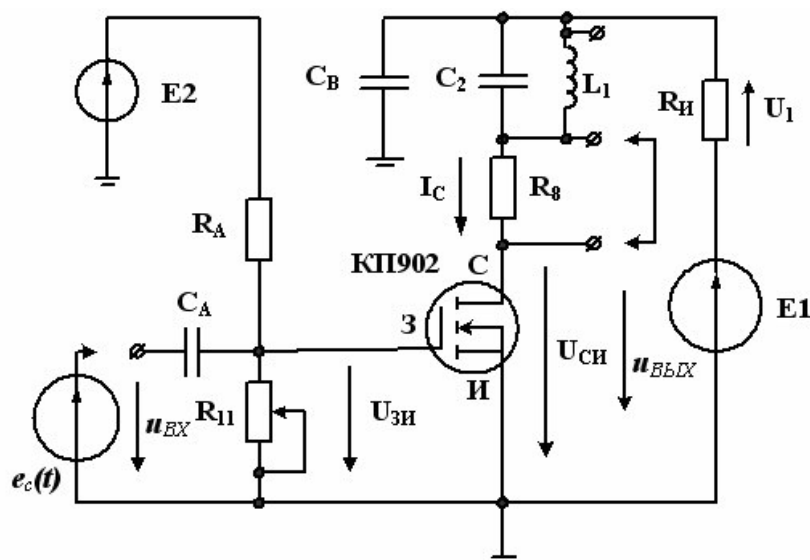 E2
C_B
C_2
L_1
R_И
U_1
I_C
R_8
R_A
КП902
C
C_A
З
E1
И
U_СИ
u_ВЫХ
R_11
u_ВХ
U_ЗИ
e_c(t)